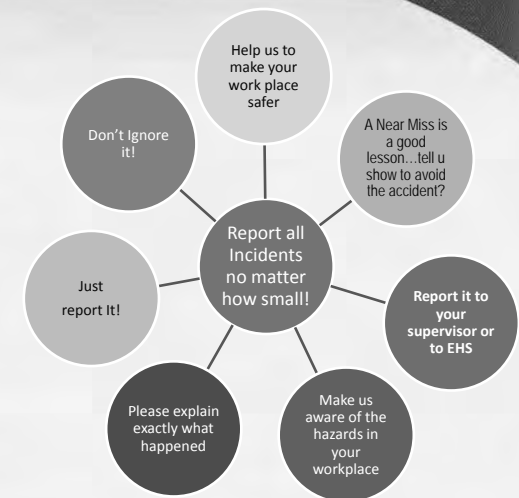 Help us to
make your
work place
safer
A Near Miss is
a good
lesson…tell u
show to avoid
the accident?
Report it to
your
supervisor or
to EHS
Make us
aware of the
hazards in
your
workplace
Please explain
exactly what
happened
Just
report It!
Don't Ignore
it!
Report all
Incidents
no matter
how small!